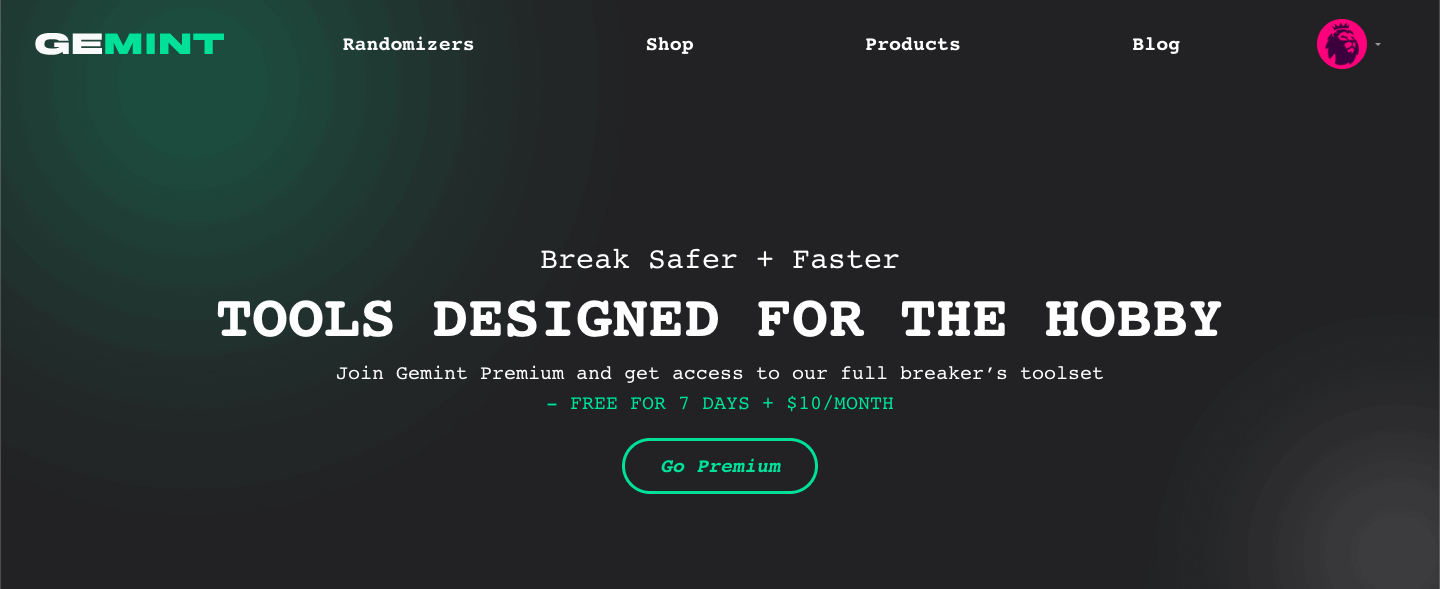 GEMINT
Randomizers
Shop
Products
Blog
Break Safer + Faster
TOOLS DESIGNED FOR THE HOBBY
Join Gemint Premium and get access to our full breaker’s toolset
– FREE FOR 7 DAYS + $10/MONTH
Go Premium